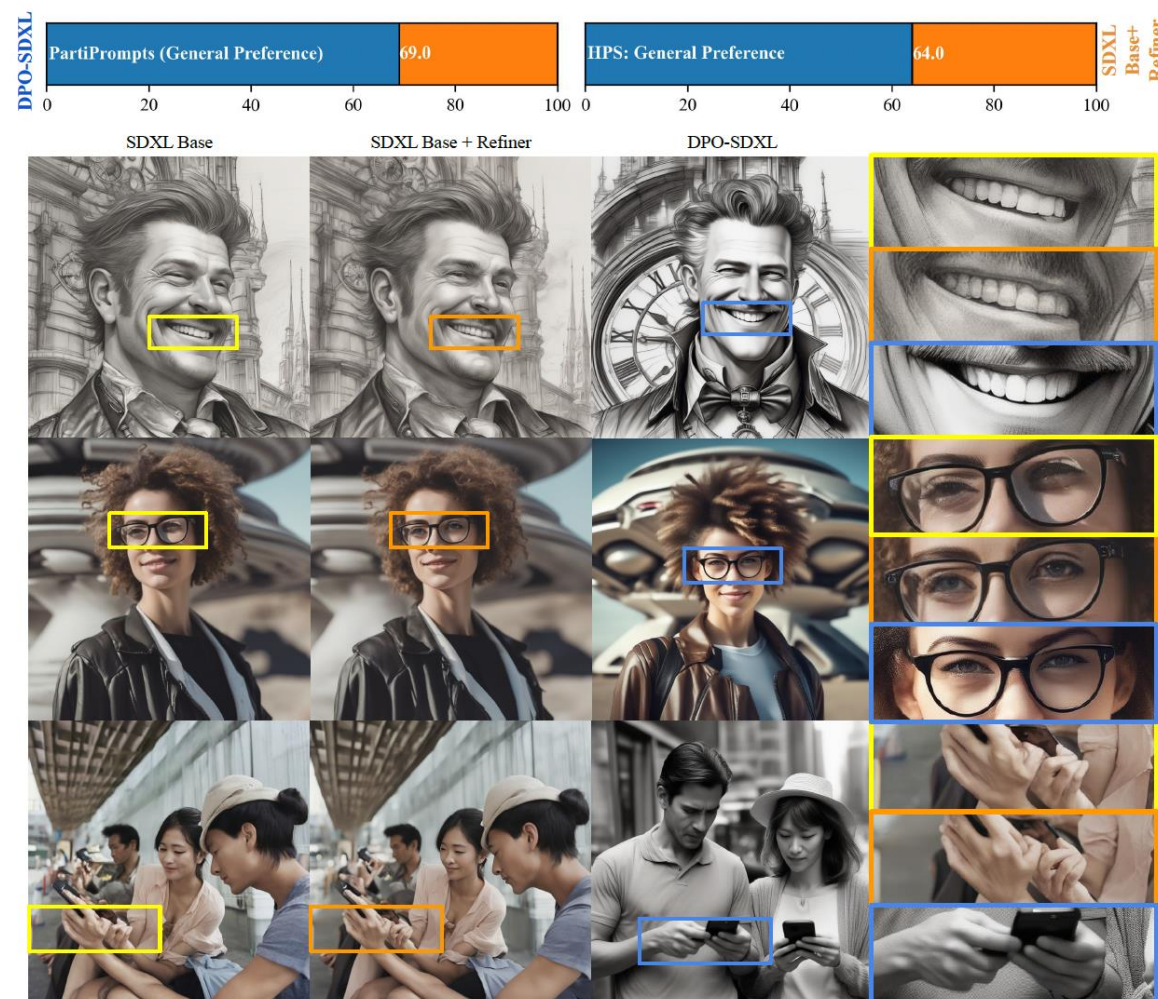 DPO-SDXL
PartiPrompts (General Preference)
69.0
0
20
40
60
80
100
HPS: General Preference
64.0
0
20
40
60
80
100
SDXL
Base+
Refiner
SDXL Base
SDXL Base + Refiner
DPO-SDXL